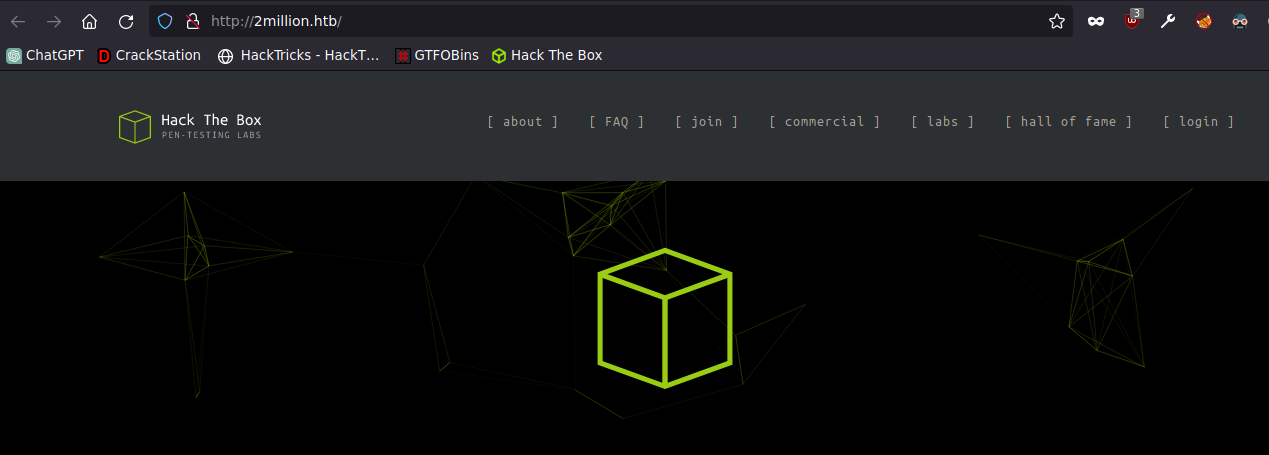 http://2million.htb/
3
ChatGPT
D CrackStation
HackTricks - HackT…
# GTFOBins
Hack The Box
Hack The Box
PEN-TESTING LABS
[ about ] [ FAQ ] [ join ] [ commercial ] [ labs ] [ hall of fame ] [ login ]